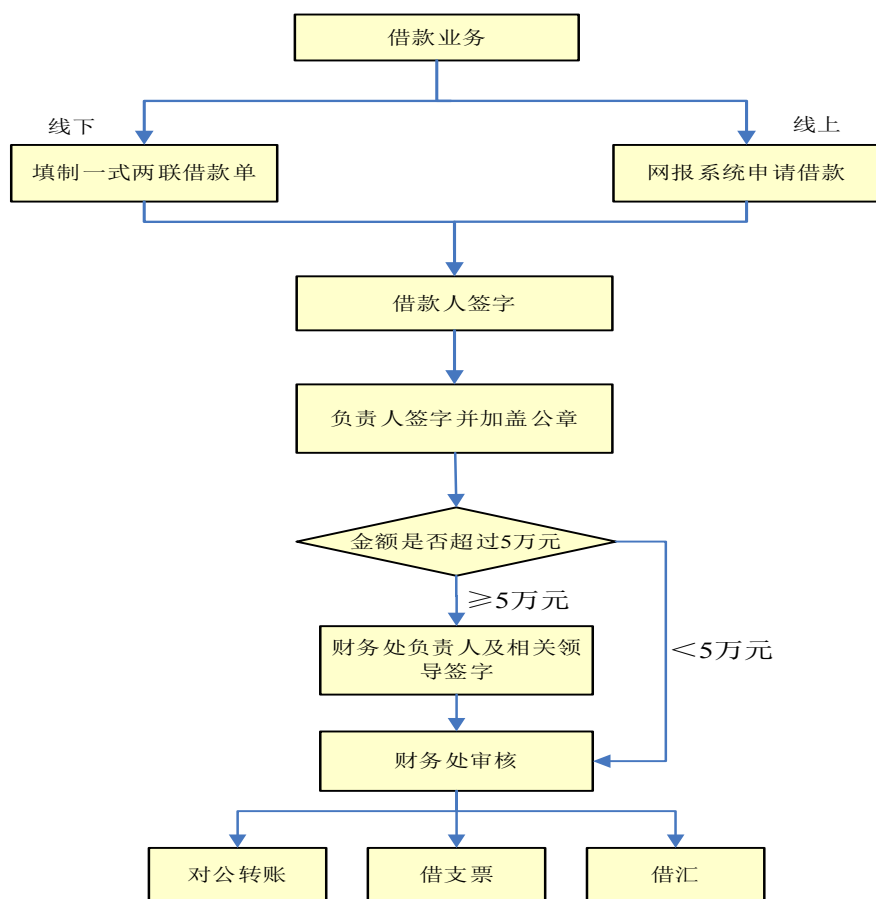 借款业务
线下
线上
填制一式两联借款单
网报系统申请借款
借款人签字
负责人签字并加盖公章
金额是否超过5万元
≥5万元
财务处负责人及相关领
导签字
＜5万元
财务处审核
对公转账
借支票
借汇